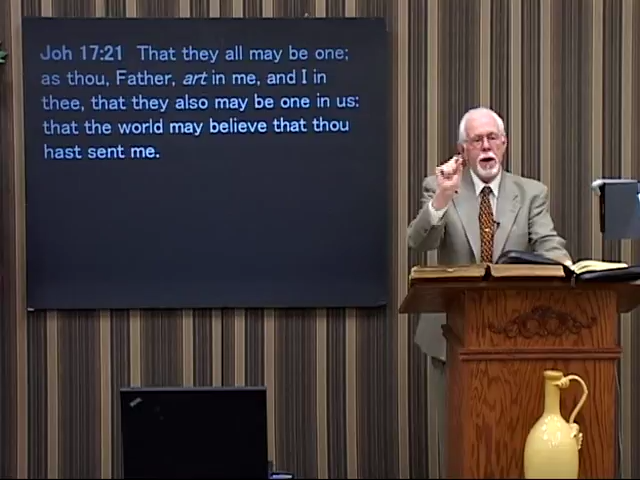 Joh 17:21 That they all may be one;
as thou, Father, art in me, and I in
thee, that they also may be one in us:
that the world may believe that thou
hast sent me.